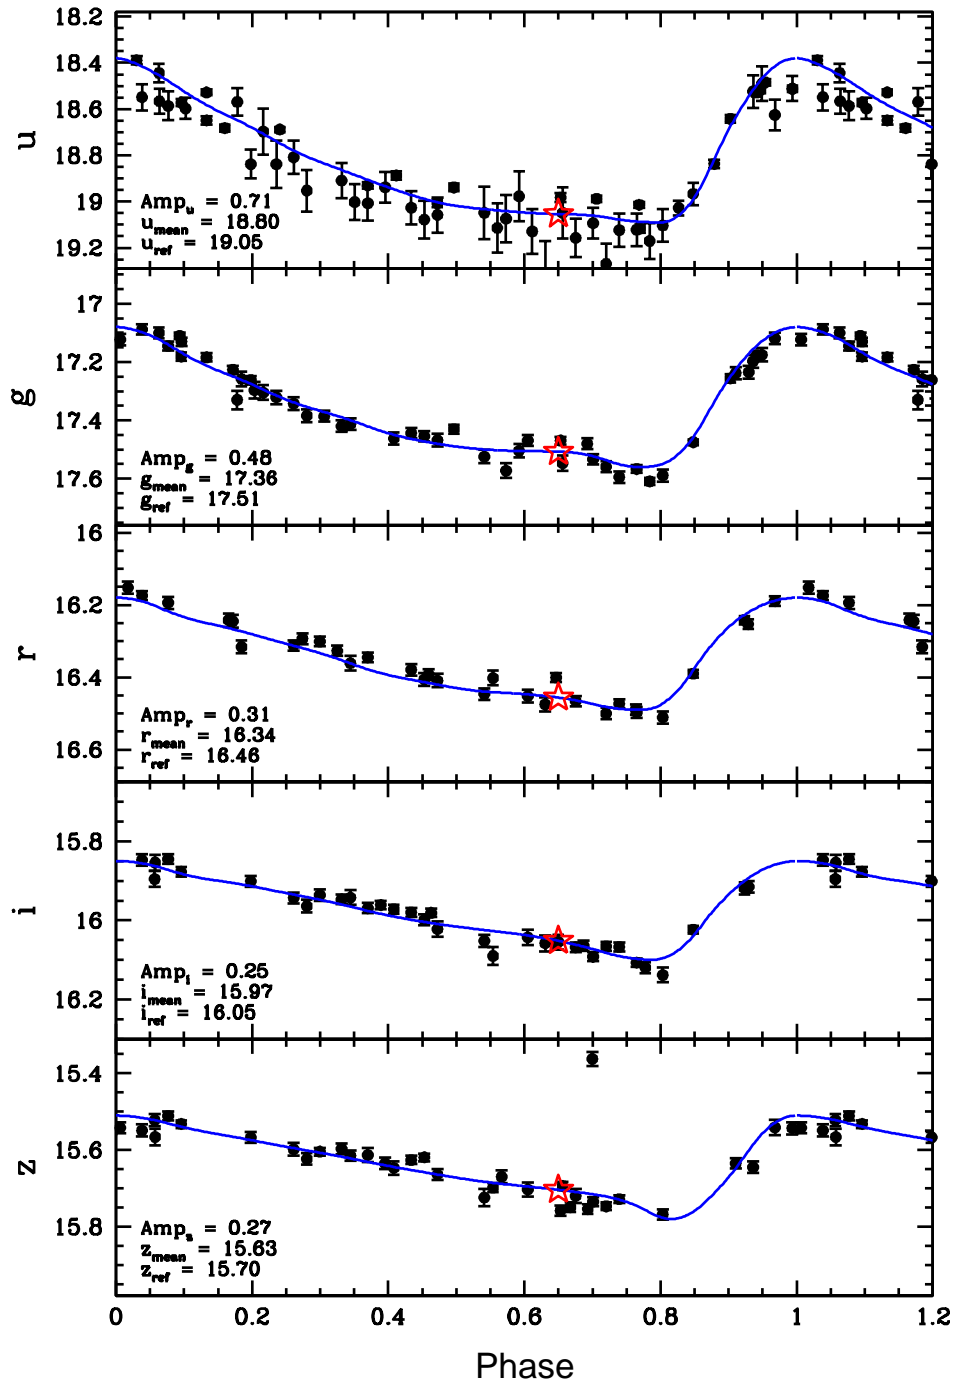 18.2
18.4
18.6
18.8
19
19.2
u
Amp_u = 0.71
u_mean = 18.80
u_ref = 19.05
17
17.2
17.4
17.6
g
Amp_g = 0.48
g_mean = 17.36
g_ref = 17.51
16
16.2
16.4
16.6
r
Amp_r = 0.31
r_mean = 16.34
r_ref = 16.46
15.8
16
16.2
i
Amp_i = 0.25
i_mean = 15.97
i_ref = 16.05
15.4
15.6
15.8
z
Amp_z = 0.27
z_mean = 15.63
z_ref = 15.70
0 0.2 0.4 0.6 0.8 1 1.2
Phase